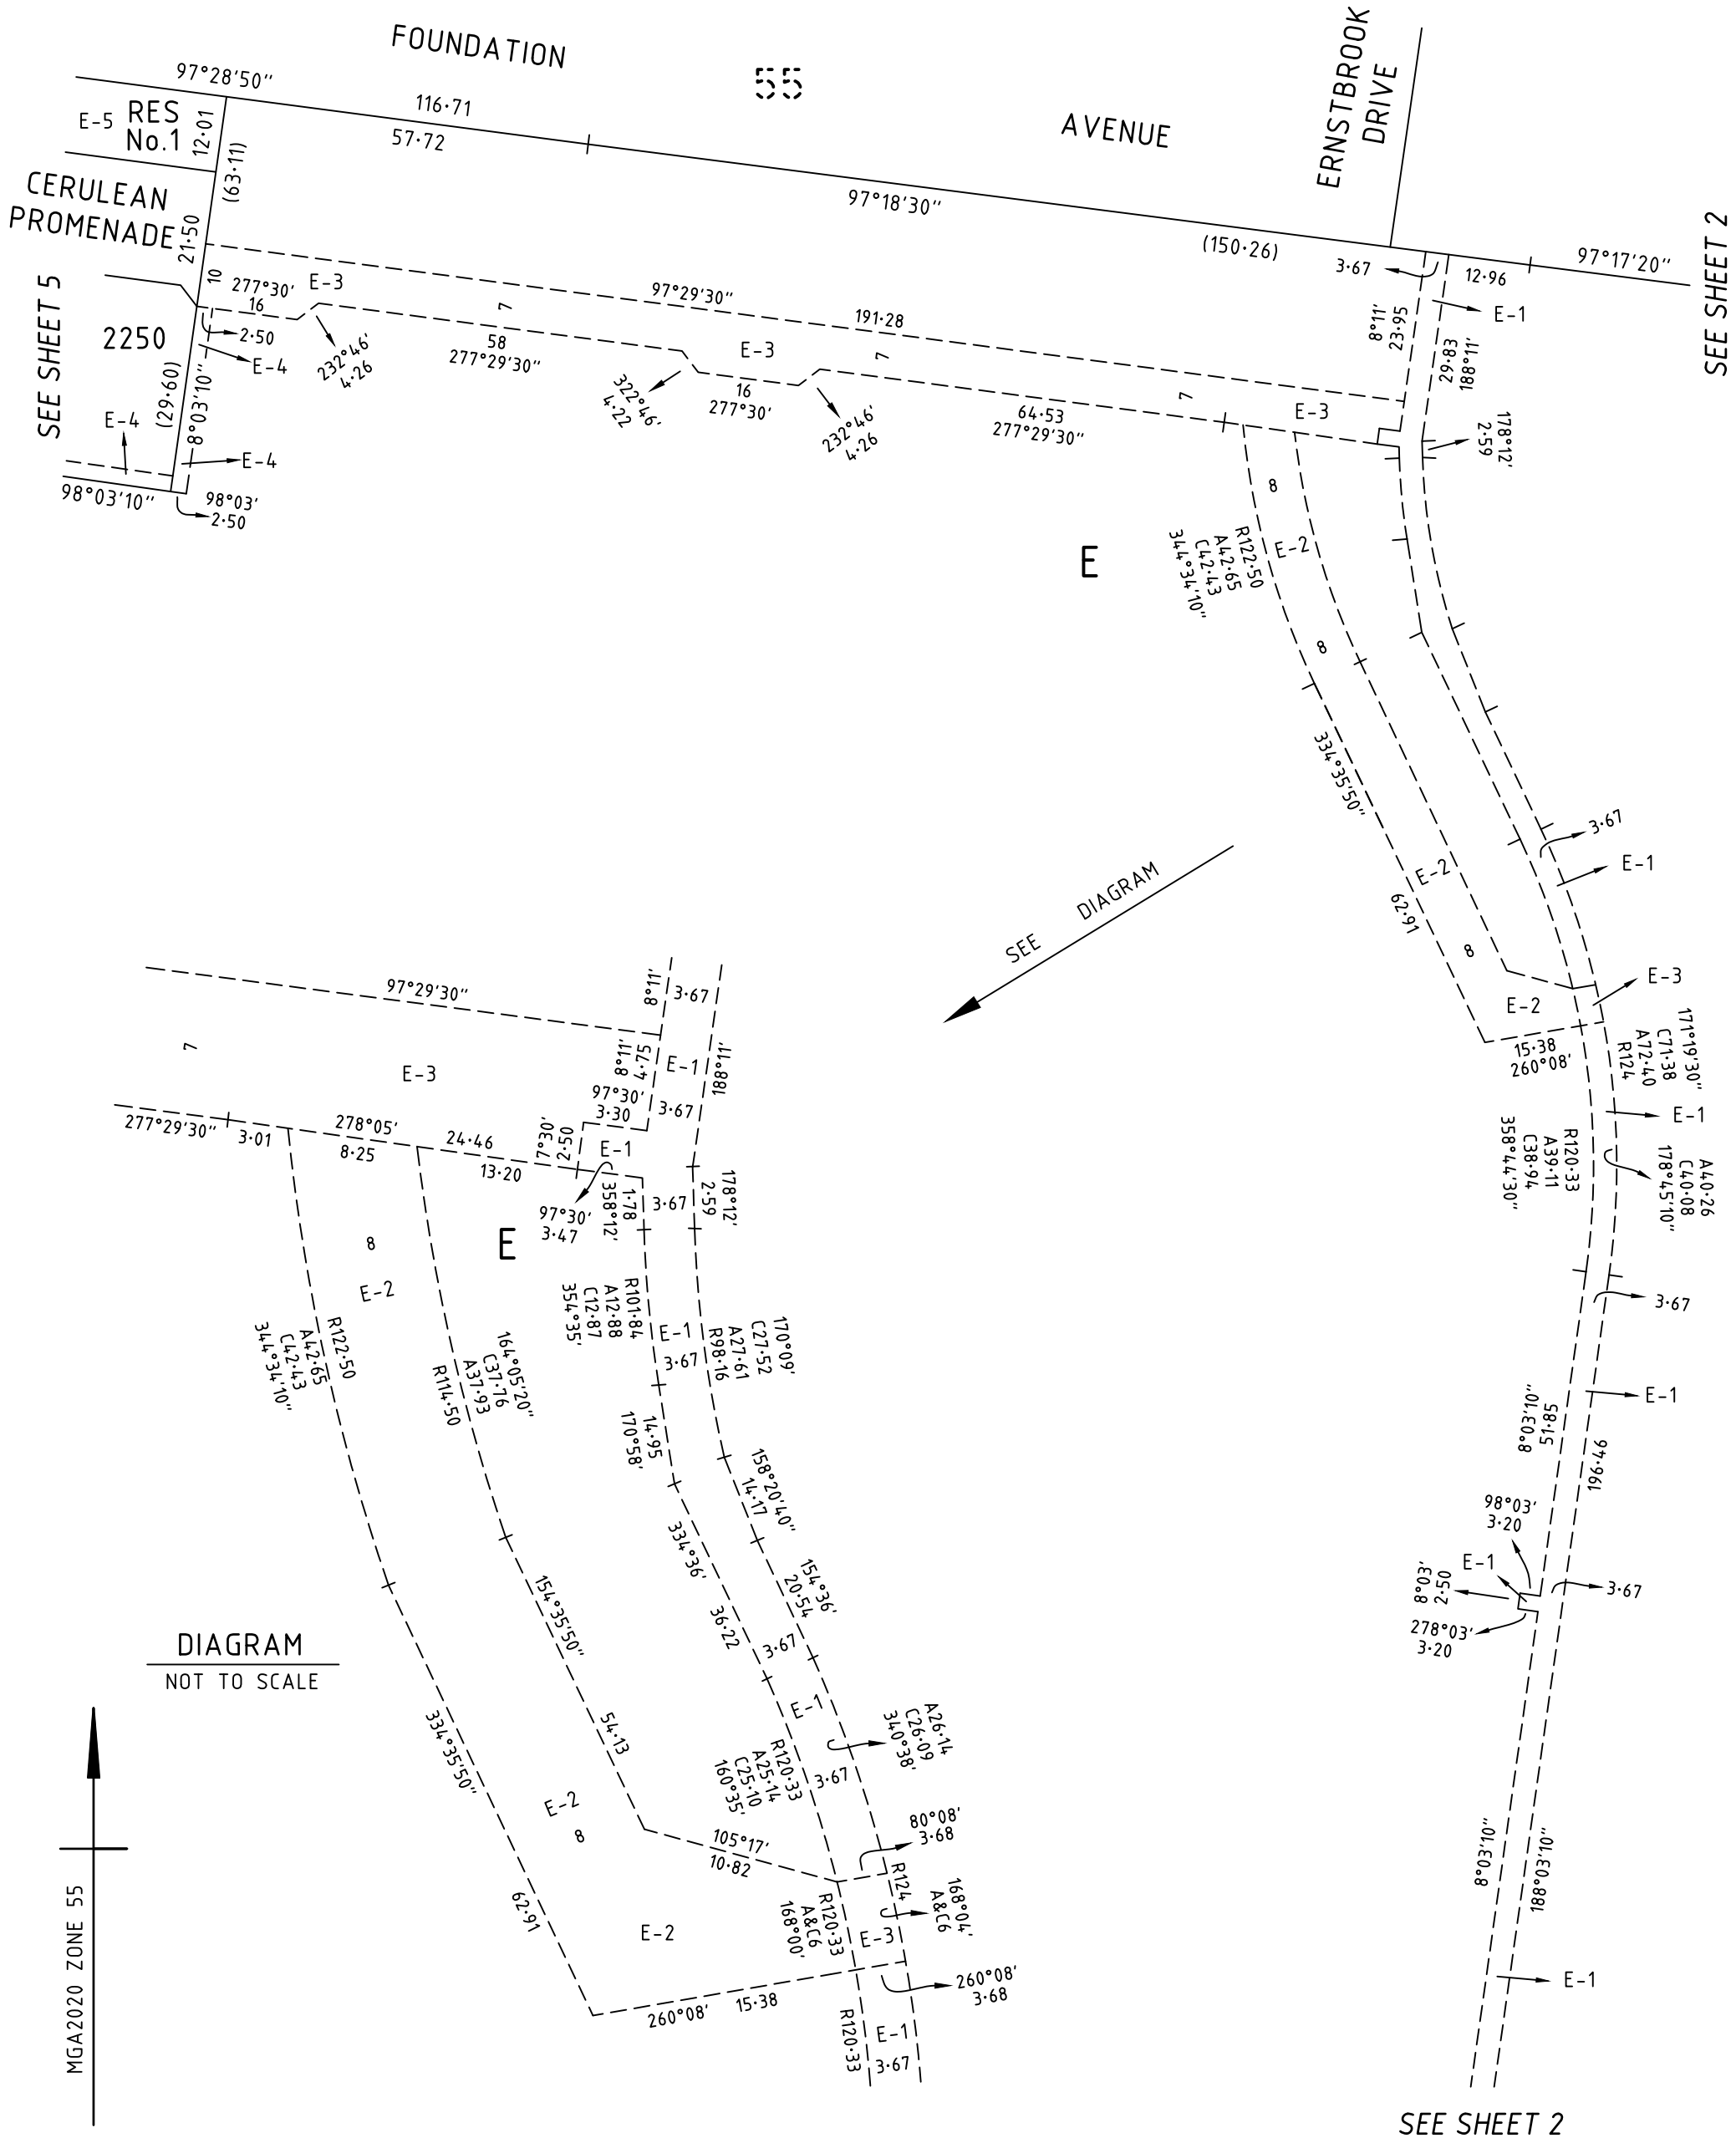 FOUNDATION
55
AVENUE
ERNSTBROOK
DRIVE
97°28'50"
116·71
57·72
E-5
RES
No.1
12·01
(63·11)
CERULEAN
PROMENADE
21·50
97°18'30"
(150·26)
3·67
12·96
97°17'20"
SEE SHEET 2
SEE SHEET 5
2250
10
277°30'
16
E-3
2·50
E-4
232°46'
4·26
7
58
277°29'30"
97°29'30"
191·28
E-3
7
322°46'
4·22
16
277°30'
232°46'
4·26
64·53
277°29'30"
7
E-3
8°11'
23·95
E-1
29·83
188°11'
178°12'
2·59
(29·60)
8°03'10"
E-4
E-4
98°03'10"
98°03'
2·50
E
8
E-2
R122·50
A42·65
C42·43
344°34'10"
8
334°35'50"
E-2
62·91
8
3·67
E-1
E-3
E-2
15·38
260°08'
171°19'30"
C71·38
A72·40
R124
E-1
R120·33
A39·11
C38·94
358°44'30"
A40·26
C40·08
178°45'10"
3·67
E-1
8°03'10"
51·85
196·46
98°03'
3·20
E-1
8°03'
2·50
3·67
278°03'
3·20
8°03'10"
188°03'10"
E-1
SEE SHEET 2
SEE DIAGRAM
97°29'30"
8°11'
3·67
7
E-3
8°11'
4·75
E-1
188°11'
97°30'
3·30
3·67
277°29'30"
3·01
278°05'
8·25
24·46
13·20
7°30'
2·50
E-1
97°30'
3·47
358°12'
1·78
3·67
178°12'
2·59
E
8
E-2
R122·50
A42·65
C42·43
344°34'10"
164°05'20"
C37·76
A37·93
R114·50
R101·84
A12·88
C12·87
354°35'
E-1
3·67
170°09'
C27·52
A27·61
R98·16
14·95
170°58'
158°20'40"
14·17
334°36'
36·22
154°36'
20·54
3·67
154°35'50"
54·13
DIAGRAM
NOT TO SCALE
334°35'50"
62·91
E-2
8
E-1
A26·14
C26·09
340°38'
R120·33
A25·14
C25·10
160°35'
3·67
80°08'
3·68
105°17'
10·82
R124
168°04'
A&C6
R120·33
A&C6
168°00'
E-2
E-3
260°08'
3·68
260°08'
15·38
R120·33
E-1
3·67
MGA2020 ZONE 55